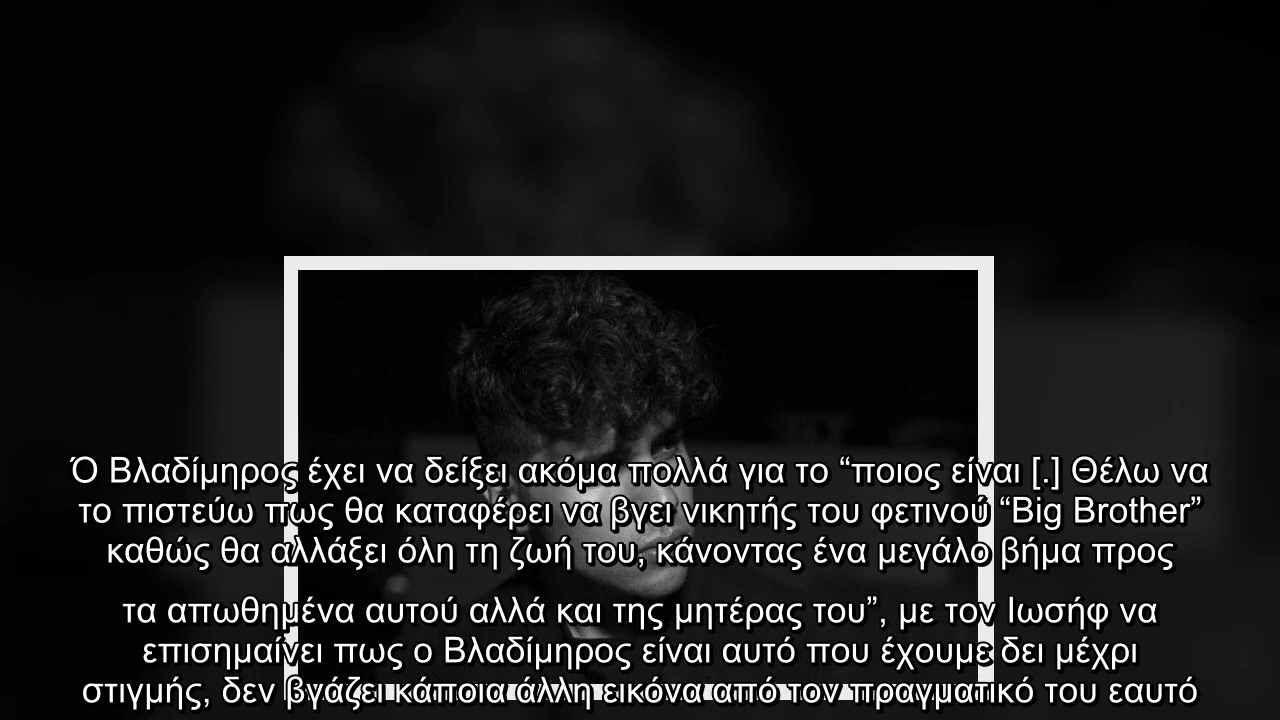 Ό Βλαδίμηρος έχει να δείξει ακόμα πολλά για το “ποιος είναι [.] Θέλω να
το πιστεύω πως θα καταφέρει να βγει νικητής του φετινού “Big Brother”
καθώς θα αλλάξει όλη τη ζωή του, κάνοντας ένα μεγάλο βήμα προς
τα απωθημένα αυτού αλλά και της μητέρας του”, με τον Ιωσήφ να
επισημαίνει πως ο Βλαδίμηρος είναι αυτό που έχουμε δει μέχρι
στιγμής, δεν βγάζει κάποια άλλη εικόνα από τον πραγματικό του εαυτό